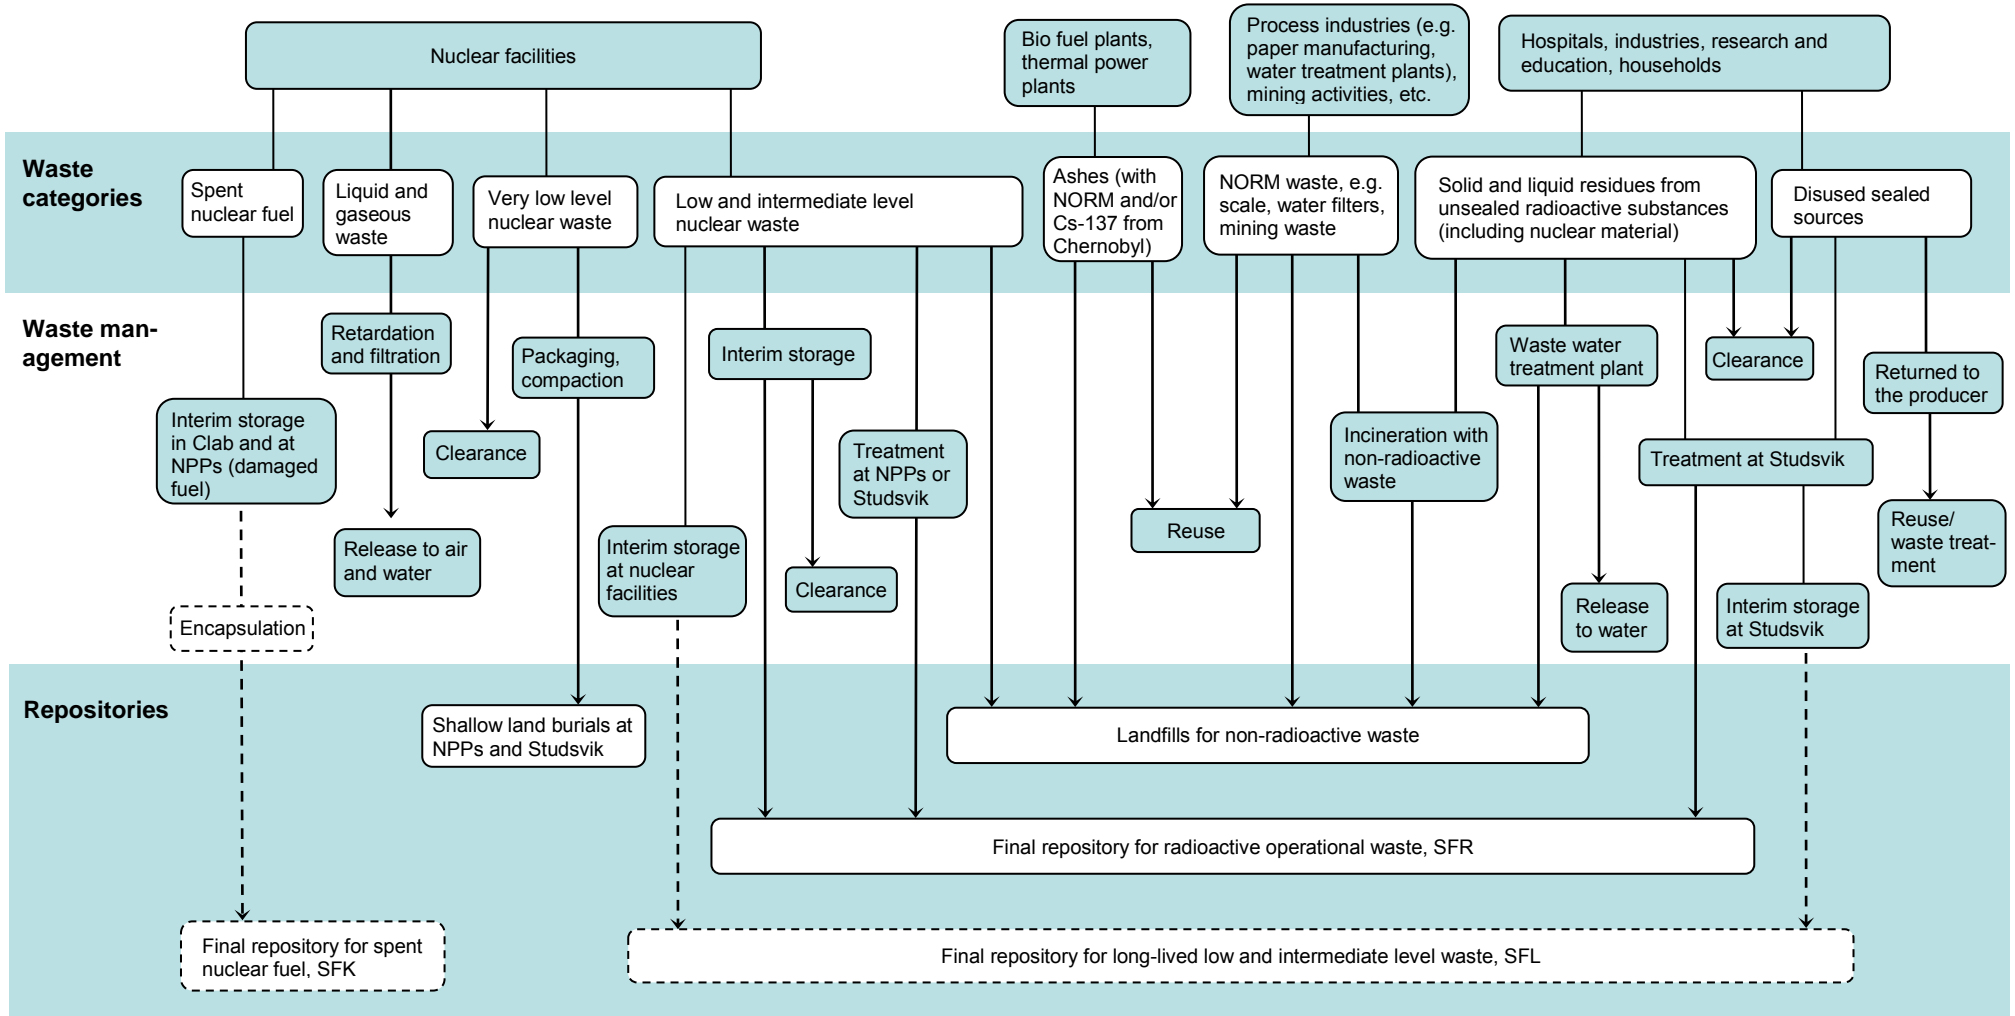 Nuclear facilities
Bio fuel plants,
thermal power
plants
Process industries (e.g.
paper manufacturing,
water treatment plants),
mining activities, etc.
Hospitals, industries, research and
education, households
Waste
categories
Spent
nuclear fuel
Liquid and
gaseous
waste
Very low level
nuclear waste
Low and intermediate level
nuclear waste
Ashes (with
NORM and/or
Cs-137 from
Chernobyl)
NORM waste, e.g.
scale, water filters,
mining waste
Solid and liquid residues from
unsealed radioactive substances
(including nuclear material)
Disused sealed
sources
Waste man-
agement
Retardation
and filtration
Packaging,
compaction
Interim storage
Waste water
treatment plant
Clearance
Returned to
the producer
Interim storage
in Clab and at
NPPs (damaged
fuel)
Clearance
Treatment
at NPPs or
Studsvik
Incineration with
non-radioactive
waste
Treatment at Studsvik
Release to air
and water
Interim storage
at nuclear
facilities
Clearance
Reuse
Reuse/
waste treat-
ment
Encapsulation
Release
to water
Interim storage
at Studsvik
Repositories
Shallow land burials at
NPPs and Studsvik
Landfills for non-radioactive waste
Final repository for radioactive operational waste, SFR
Final repository for spent
nuclear fuel, SFK
Final repository for long-lived low and intermediate level waste, SFL